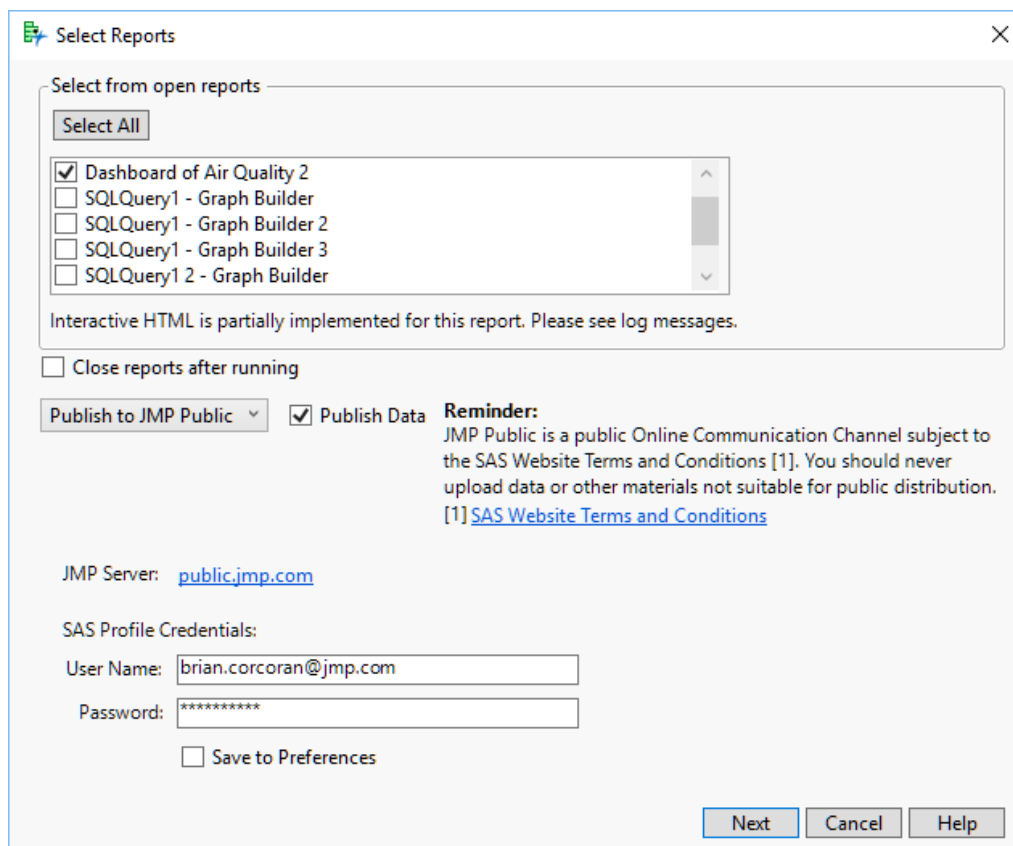 Select Reports
Select from open reports
Select All
Dashboard of Air Quality 2
SQLQuery1 - Graph Builder
SQLQuery1 - Graph Builder 2
SQLQuery1 - Graph Builder 3
SQLQuery1 2 - Graph Builder
Interactive HTML is partially implemented for this report. Please see log messages.
Close reports after running
Publish to JMP Public
Publish Data
Reminder:
JMP Public is a public Online Communication Channel subject to
the SAS Website Terms and Conditions [1]. You should never
upload data or other materials not suitable for public distribution.
[1] SAS Website Terms and Conditions
JMP Server: public.jmp.com
SAS Profile Credentials:
User Name: brian.corcoran@jmp.com
Password: **********
Save to Preferences
Next Cancel Help